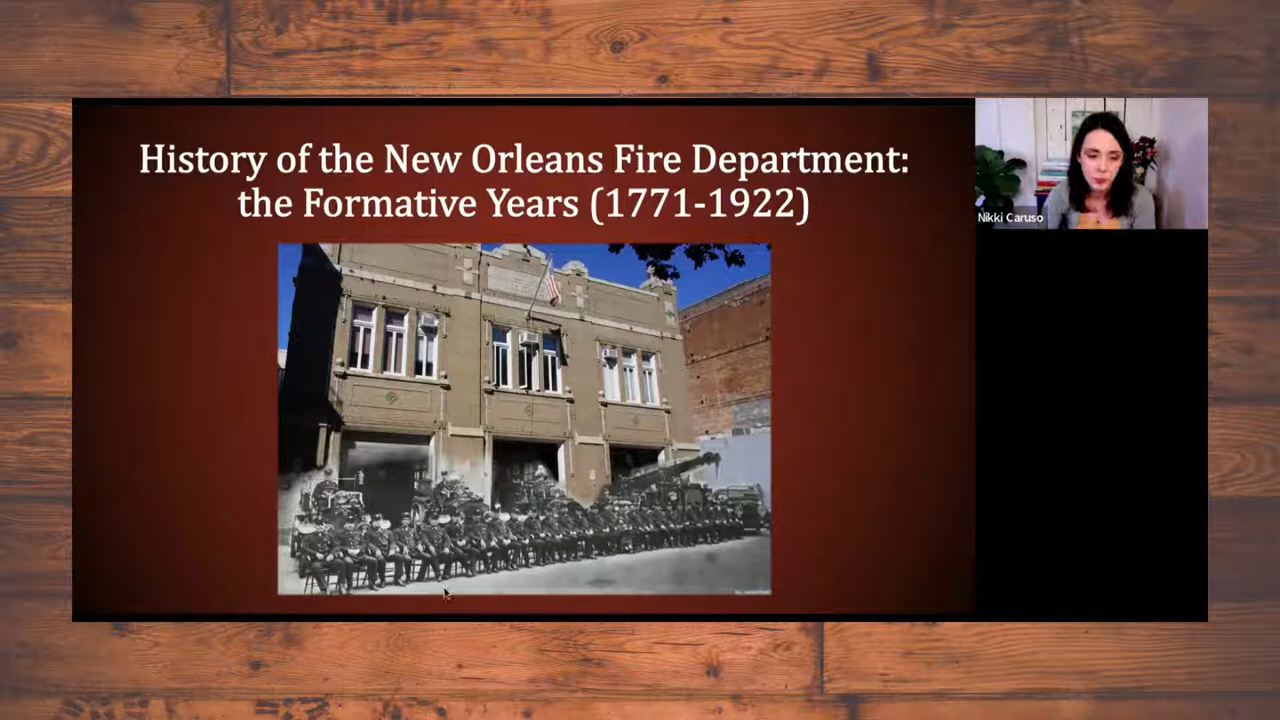 History of the New Orleans Fire Department:
the Formative Years (1771-1922)
Nikki Caruso